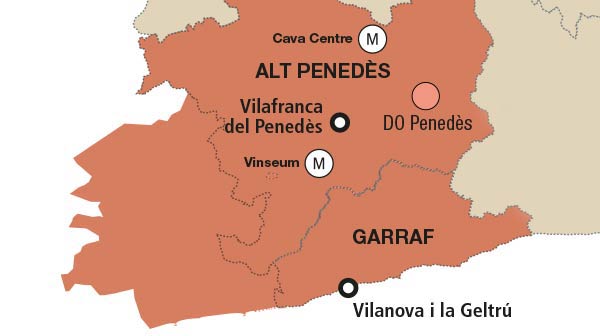 Cava Centre M
ALT PENEDÈS
Vilafranca
del Penedès
DO Penedès
Vinseum M
GARRAF
Vilanova i la Geltrú